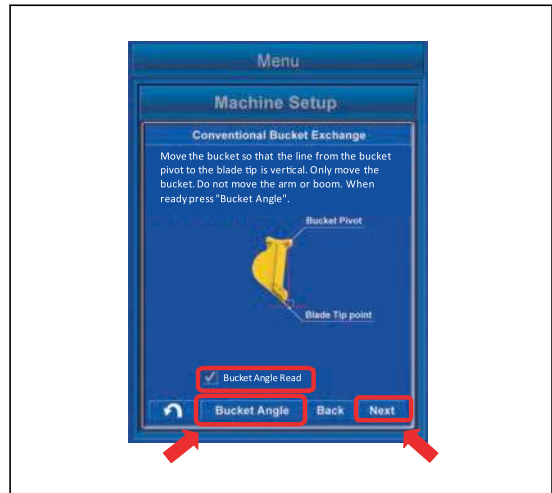 Menu
Machine Setup
Conventional Bucket Exchange
Move the bucket so that the line from the bucket
pivot to the blade tip is vertical. Only move the
bucket. Do not move the arm or boom. When
ready press "Bucket Angle".
Bucket Pivot
Blade Tip point
Bucket Angle Read
Bucket Angle Back Next